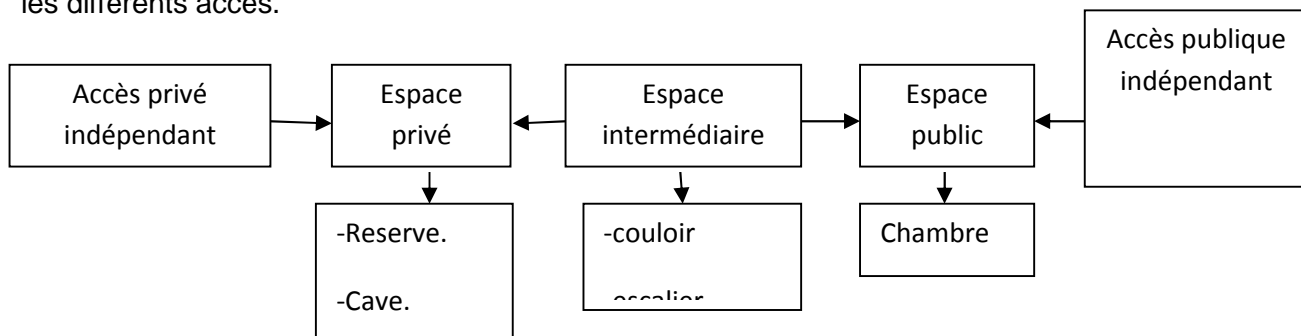 les différents accès.
Accès privé
indépendant
Espace
privé
Espace
intermédiaire
Espace
public
Accès publique
indépendant
-Reserve.
-Cave.
-couloir
-escalier
Chambre